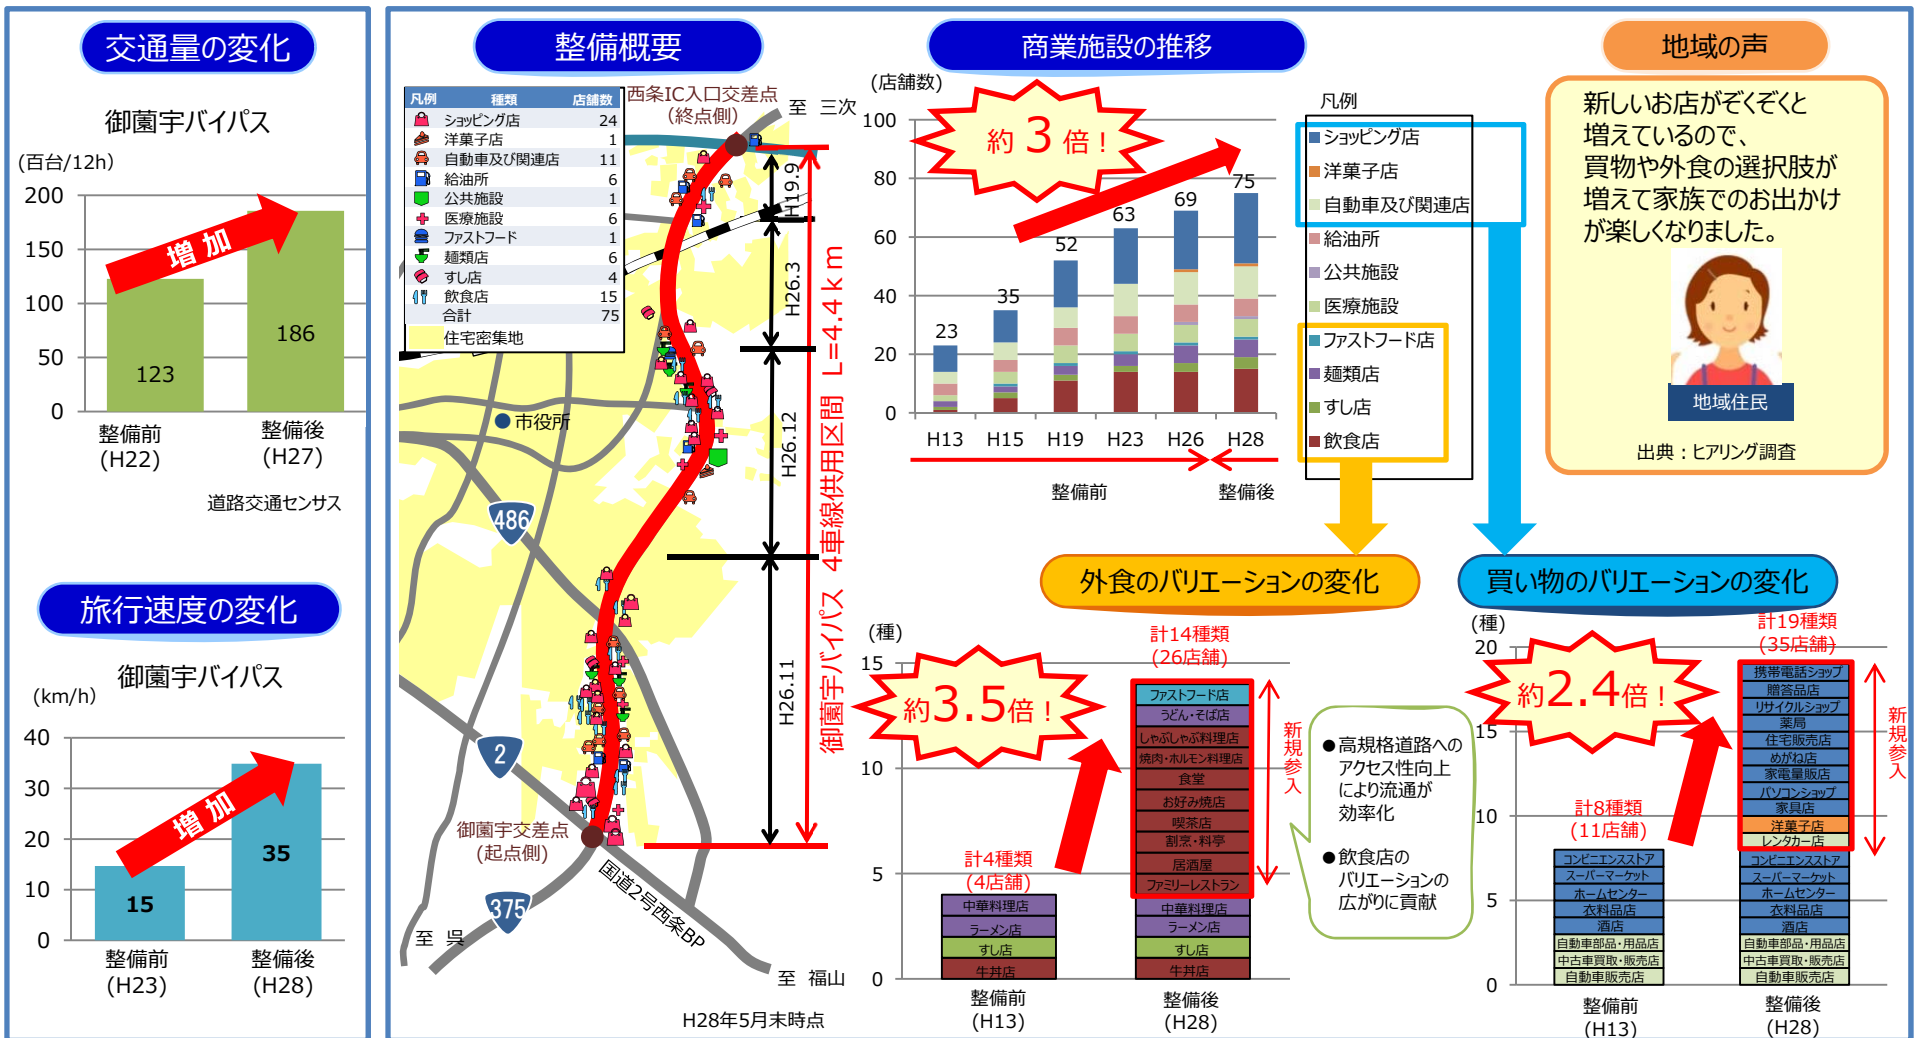 交通量の変化
御薗宇バイパス
(百台/12h)
200
150
100
50
0
増 加
123
186
整備前
(H22)
整備後
(H27)
道路交通センサス
旅行速度の変化
御薗宇バイパス
(km/h)
40
30
20
10
0
増 加
15
35
整備前
(H23)
整備後
(H28)
整備概要
凡例 種類 店舗数
ショッピング店 24
洋菓子店 1
自動車及び関連店 11
給油所 6
公共施設 1
医療施設 6
ファストフード 1
麺類店 6
すし店 4
飲食店 15
合計 75
住宅密集地
西条IC入口交差点
(終点側)
至 三次
H19.9
H26.3
H26.12
H26.11
御薗宇バイパス 4車線供用区間 L=4.4km
市役所
486
2
375
御薗宇交差点
(起点側)
国道2号西条BP
至 呉
至 福山
H28年5月末時点
商業施設の推移
(店舗数)
約 3 倍!
100
80
60
40
20
0
23
35
52
63
69
75
H13
H15
H19
H23
H26
H28
整備前
整備後
凡例
ショッピング店
洋菓子店
自動車及び関連店
給油所
公共施設
医療施設
ファストフード店
麺類店
すし店
飲食店
地域の声
新しいお店がぞくぞくと
増えているので、
買物や外食の選択肢が
増えて家族でのお出かけ
が楽しくなりました。
地域住民
出典:ヒアリング調査
外食のバリエーションの変化
(種)
15
10
5
0
約3.5倍!
計4種類
(4店舗)
中華料理店
ラーメン店
すし店
牛丼店
整備前
(H13)
計14種類
(26店舗)
ファストフード店
うどん・そば店
しゃぶしゃぶ料理店
焼肉・ホルモン料理店
食堂
お好み焼店
喫茶店
割烹・料亭
居酒屋
ファミリーレストラン
中華料理店
ラーメン店
すし店
牛丼店
整備後
(H28)
新規参入
●高規格道路への
アクセス性向上
により流通が
効率化
●飲食店の
バリエーションの
広がりに貢献
買い物のバリエーションの変化
(種)
20
15
10
5
0
約2.4倍!
計8種類
(11店舗)
コンビニエンスストア
スーパーマーケット
ホームセンター
衣料品店
酒店
自動車部品・用品店
中古車買取・販売店
自動車販売店
整備前
(H13)
計19種類
(35店舗)
携帯電話ショップ
贈答品店
リサイクルショップ
薬局
住宅販売店
めがね店
家電量販店
パソコンショップ
家具店
洋菓子店
レンタカー店
コンビニエンスストア
スーパーマーケット
ホームセンター
衣料品店
酒店
自動車部品・用品店
中古車買取・販売店
自動車販売店
整備後
(H28)
新規参入